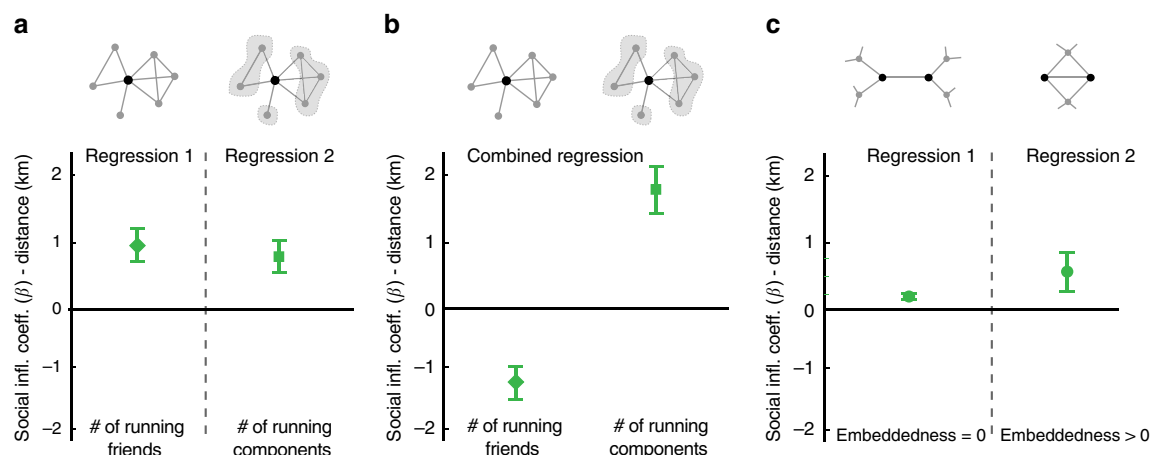 a
Regression 1
Regression 2
Social infl. coeff. (β) - distance (km)
2
1
0
–1
–2
# of running
friends
# of running
components
b
Combined regression
Social infl. coeff. (β) - distance (km)
2
1
0
–1
–2
# of running
friends
# of running
components
c
Regression 1
Regression 2
Social infl. coeff. (β) - distance (km)
2
1
0
–1
–2
Embeddedness = 0
Embeddedness > 0